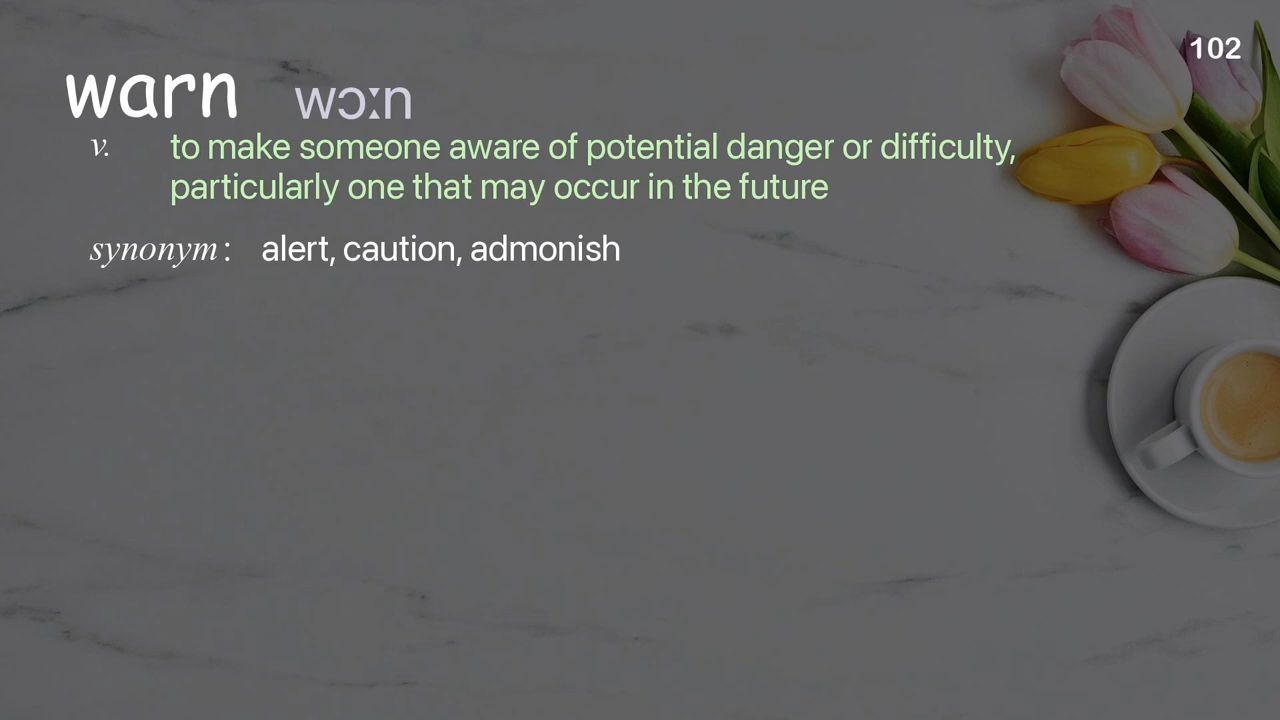 102
warn wɔːn
v. to make someone aware of potential danger or difficulty,
particularly one that may occur in the future
synonym : alert, caution, admonish